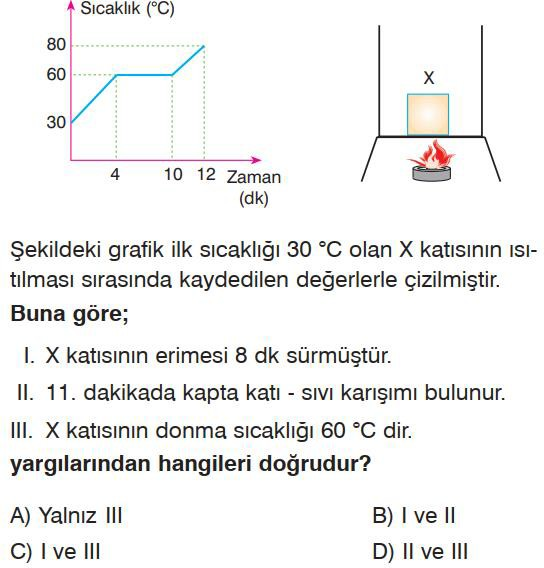 Sıcaklık (°C)
80
60
30
4 10 12 Zaman
(dk)
X
Şekildeki grafik ilk sıcaklığı 30 °C olan X katısının ısı-
tılması sırasında kaydedilen değerlerle çizilmiştir.
Buna göre;
I. X katısının erimesi 8 dk sürmüştür.
II. 11. dakikada kapta katı - sıvı karışımı bulunur.
III. X katısının donma sıcaklığı 60 °C dir.
yargılarından hangileri doğrudur?
A) Yalnız III
B) I ve II
C) I ve III
D) II ve III